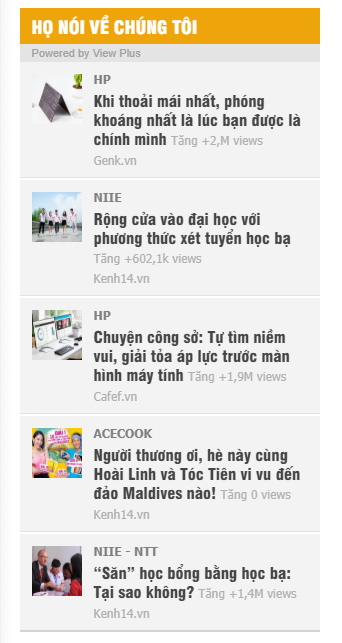 HỌ NÓI VỀ CHÚNG TÔI
Powered by View Plus
HP
Khi thoải mái nhất, phóng
khoáng nhất là lúc bạn được là
chính mình Tăng +2,M views
Genk.vn
NIIE
Rộng cửa vào đại học với
phương thức xét tuyển học bạ
Tăng +602,1k views
Kenh14.vn
HP
Chuyện công sở: Tự tìm niềm
vui, giải tỏa áp lực trước màn
hình máy tính Tăng +1,9M views
Cafef.vn
ACECOOK
Người thương ơi, hè này cùng
Hoài Linh và Tóc Tiên vi vu đến
đảo Maldives nào! Tăng 0 views
Kenh14.vn
NIIE - NTT
“Săn” học bổng bằng học bạ:
Tại sao không? Tăng +1,4M views
Kenh14.vn